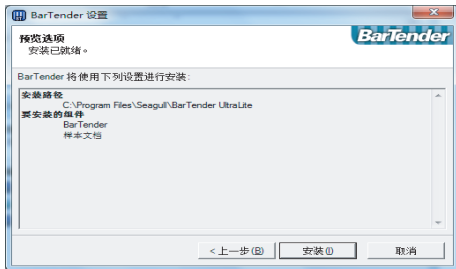 BarTender 设置
预览选项
安装已就绪。
BarTender
BarTender 将使用下列设置进行安装:
安装路径
C:\Program Files\Seagull\BarTender UltraLite
要安装的组件
BarTender
样本文档
< 上一步(B)
安装(I)
取消